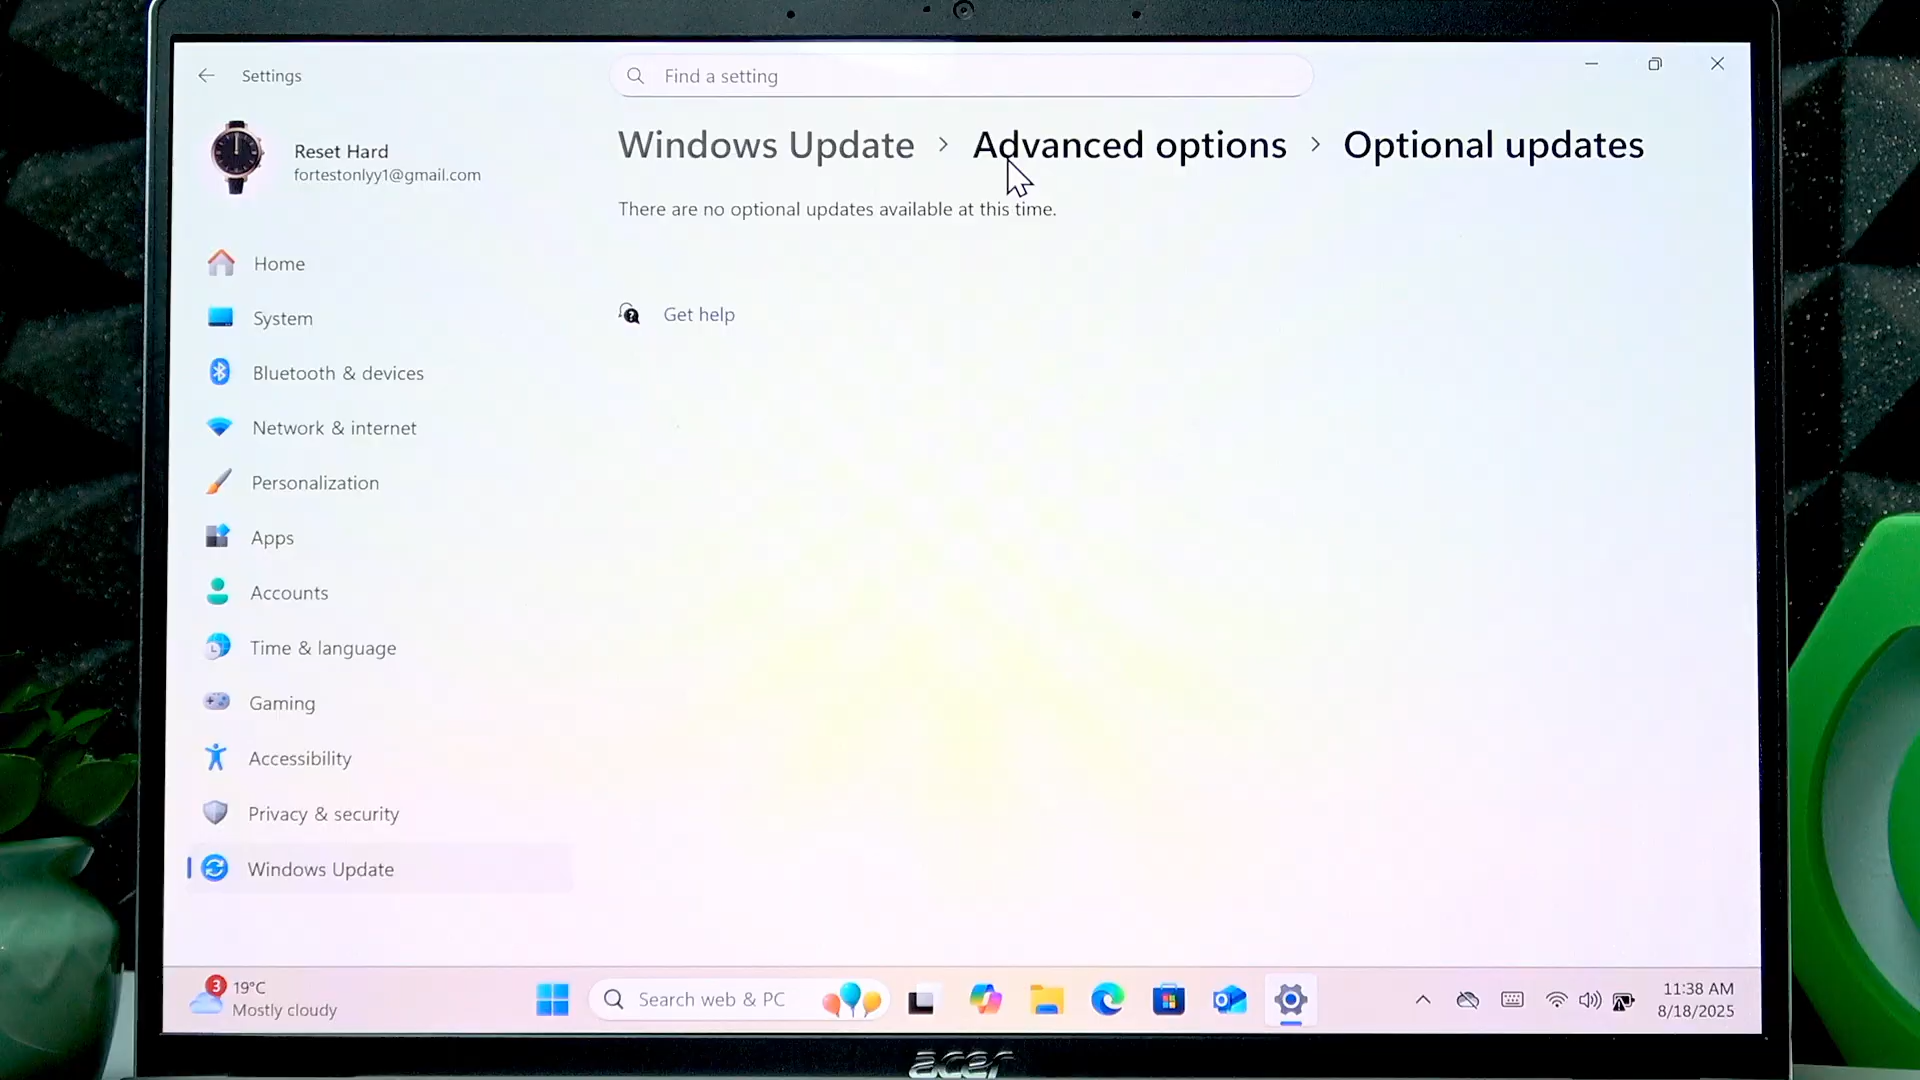 Settings
Find a setting
Reset Hard
fortestonlyy1@gmail.com
Windows Update > Advanced options > Optional updates
There are no optional updates available at this time.
Get help
Home
System
Bluetooth & devices
Network & internet
Personalization
Apps
Accounts
Time & language
Gaming
Accessibility
Privacy & security
Windows Update
3
19°C
Mostly cloudy
Search web & PC
11:38 AM
8/18/2025
acer